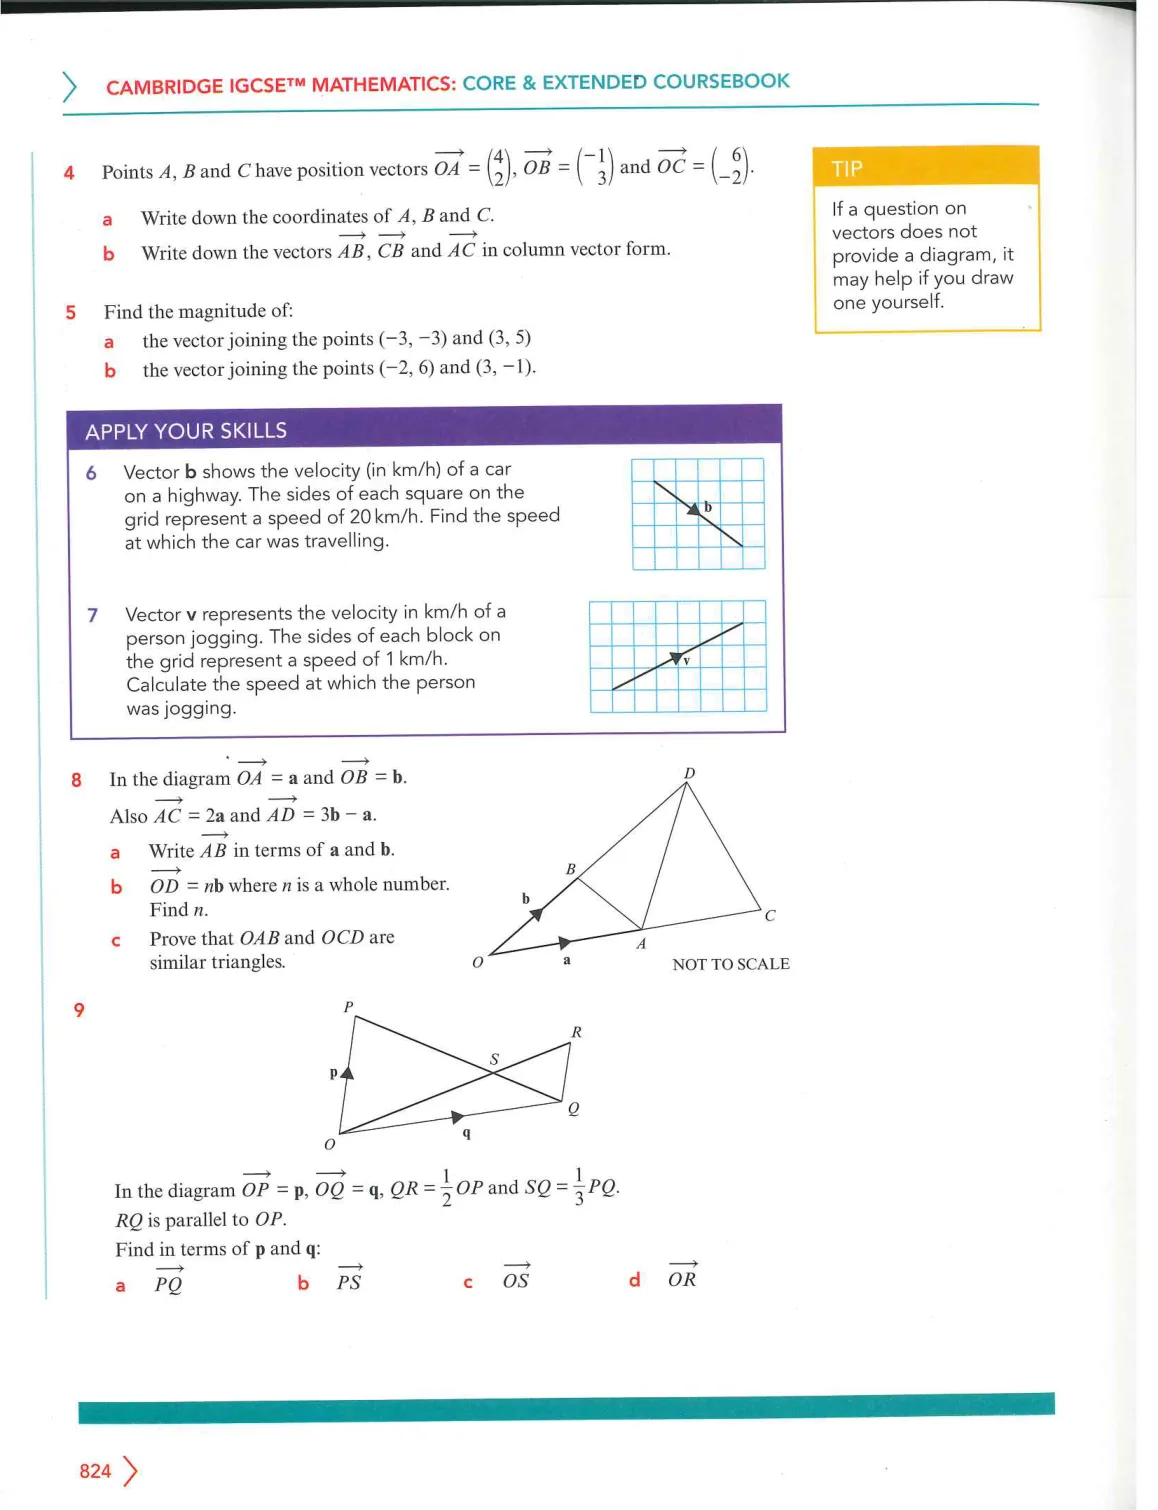 CAMBRIDGE IGCSE™ MATHEMATICS: CORE & EXTENDED COURSEBOOK
4 Points A, B and C have position vectors →OA = (4 2), →OB = (−1 3) and →OC = (6 −2).
a Write down the coordinates of A, B and C.
b Write down the vectors →AB, →CB and →AC in column vector form.
TIP
If a question on
vectors does not
provide a diagram, it
may help if you draw
one yourself.
5 Find the magnitude of:
a the vector joining the points (−3, −3) and (3, 5)
b the vector joining the points (−2, 6) and (3, −1).
APPLY YOUR SKILLS
6 Vector b shows the velocity (in km/h) of a car
on a highway. The sides of each square on the
grid represent a speed of 20 km/h. Find the speed
at which the car was travelling.
b
7 Vector v represents the velocity in km/h of a
person jogging. The sides of each block on
the grid represent a speed of 1 km/h.
Calculate the speed at which the person
was jogging.
v
8 In the diagram →OA = a and →OB = b.
Also →AC = 2a and →AD = 3b − a.
a Write →AB in terms of a and b.
b →OD = nb where n is a whole number.
Find n.
c Prove that OAB and OCD are
similar triangles.
D
B
b
C
A
O
a
NOT TO SCALE
9
P
R
S
p
Q
q
O
In the diagram →OP = p, →OQ = q, QR = 1/2 OP and SQ = 1/3 PQ.
RQ is parallel to OP.
Find in terms of p and q:
a →PQ b →PS c →OS d →OR
824